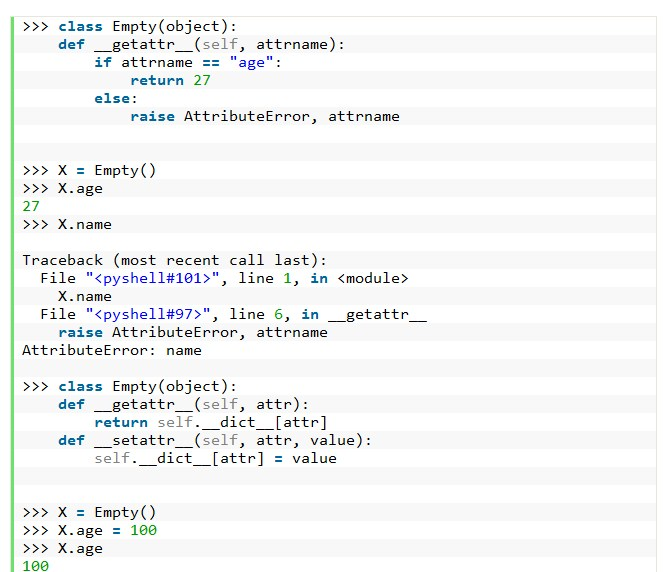 >>> class Empty(object):
    def __getattr__(self, attrname):
        if attrname == "age":
            return 27
        else:
            raise AttributeError, attrname
>>> X = Empty()
>>> X.age
27
>>> X.name
Traceback (most recent call last):
  File "<pyshell#101>", line 1, in <module>
    X.name
  File "<pyshell#97>", line 6, in __getattr__
    raise AttributeError, attrname
AttributeError: name
>>> class Empty(object):
    def __getattr__(self, attr):
        return self.__dict__[attr]
    def __setattr__(self, attr, value):
        self.__dict__[attr] = value
>>> X = Empty()
>>> X.age = 100
>>> X.age
100